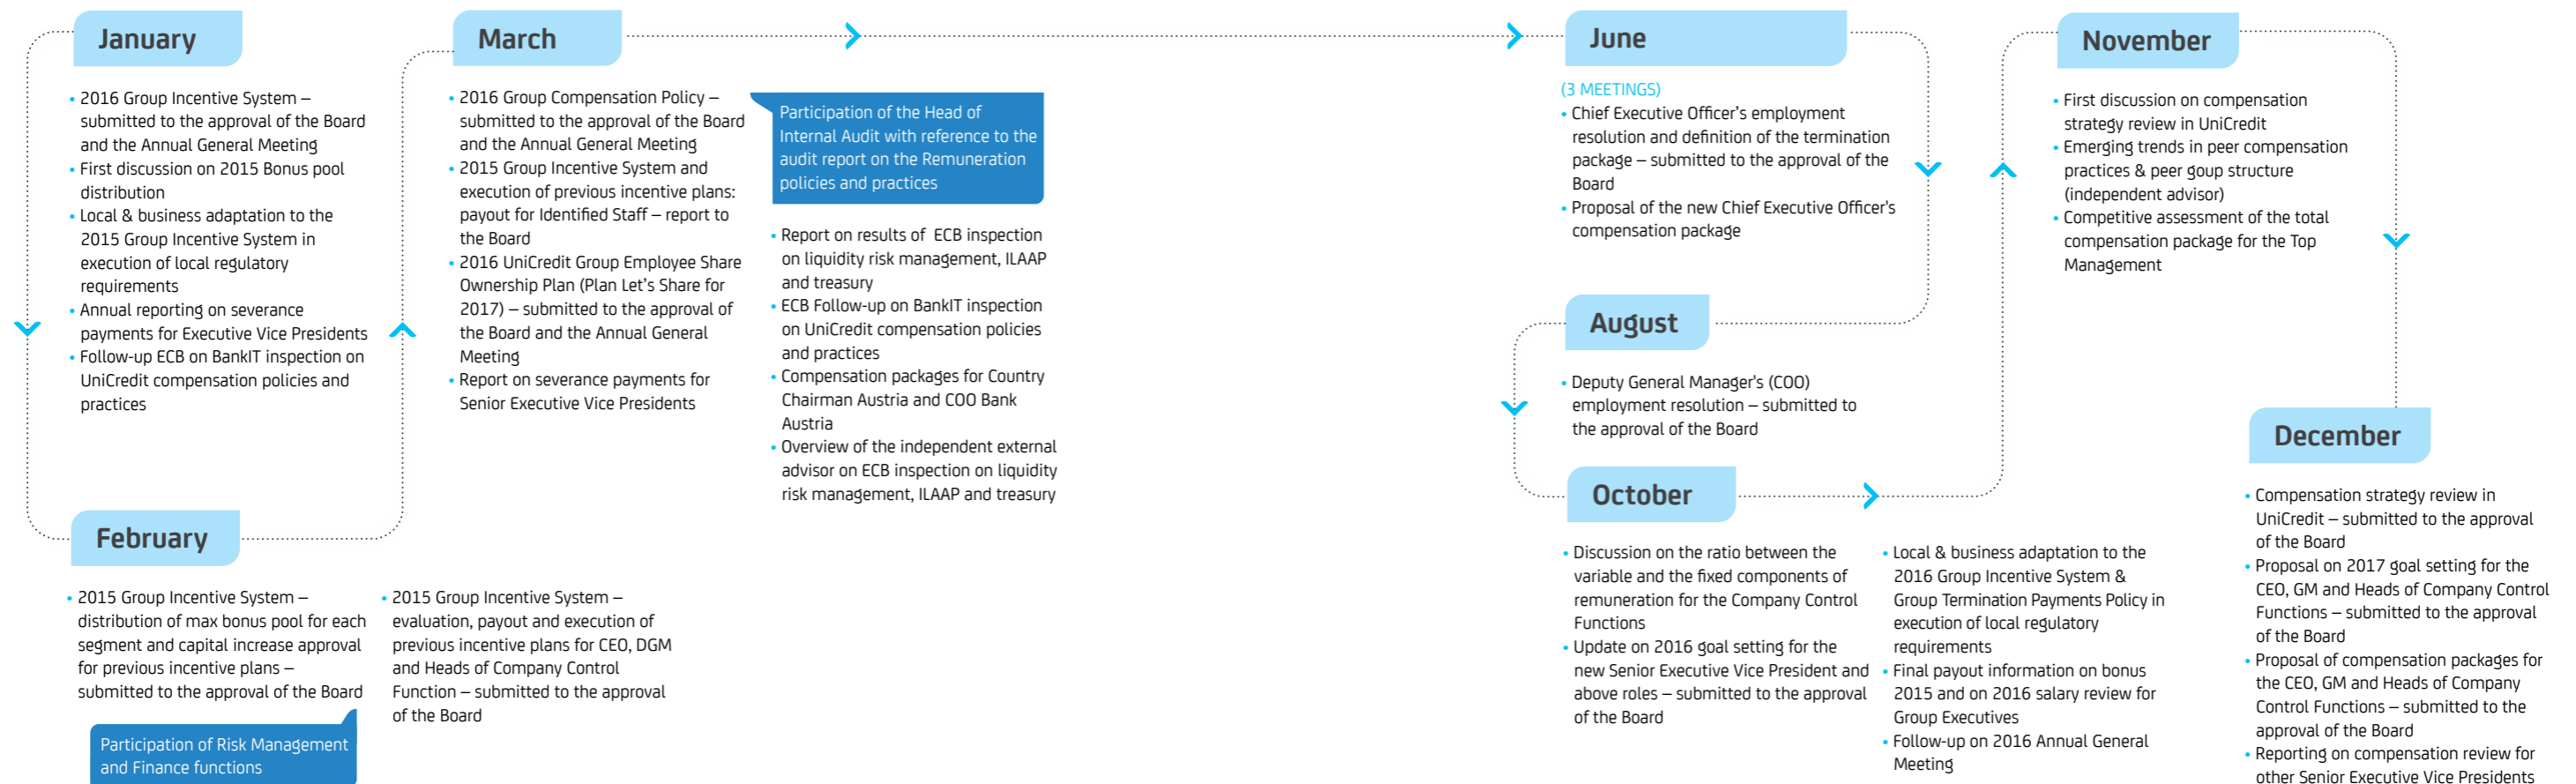 January
• 2016 Group Incentive System –
submitted to the approval of the Board
and the Annual General Meeting
• First discussion on 2015 Bonus pool
distribution
• Local & business adaptation to the
2015 Group Incentive System in
execution of local regulatory
requirements
• Annual reporting on severance
payments for Executive Vice Presidents
• Follow-up ECB on BankIT inspection on
UniCredit compensation policies and
practices
February
• 2015 Group Incentive System –
distribution of max bonus pool for each
segment and capital increase approval
for previous incentive plans –
submitted to the approval of the Board
Participation of Risk Management
and Finance functions
• 2015 Group Incentive System –
evaluation, payout and execution of
previous incentive plans for CEO, DGM
and Heads of Company Control
Function – submitted to the approval
of the Board
March
• 2016 Group Compensation Policy –
submitted to the approval of the Board
and the Annual General Meeting
• 2015 Group Incentive System and
execution of previous incentive plans:
payout for Identified Staff – report to
the Board
• 2016 UniCredit Group Employee Share
Ownership Plan (Plan Let's Share for
2017) – submitted to the approval of
the Board and the Annual General
Meeting
• Report on severance payments for
Senior Executive Vice Presidents
Participation of the Head of
Internal Audit with reference to the
audit report on the Remuneration
policies and practices
• Report on results of ECB inspection
on liquidity risk management, ILAAP
and treasury
• ECB Follow-up on BankIT inspection
on UniCredit compensation policies
and practices
• Compensation packages for Country
Chairman Austria and COO Bank
Austria
• Overview of the independent external
advisor on ECB inspection on liquidity
risk management, ILAAP and treasury
June
(3 MEETINGS)
• Chief Executive Officer's employment
resolution and definition of the termination
package – submitted to the approval of the
Board
• Proposal of the new Chief Executive Officer's
compensation package
August
• Deputy General Manager's (COO)
employment resolution – submitted to
the approval of the Board
October
• Discussion on the ratio between the
variable and the fixed components of
remuneration for the Company Control
Functions
• Update on 2016 goal setting for the
new Senior Executive Vice President and
above roles – submitted to the approval
of the Board
• Local & business adaptation to the
2016 Group Incentive System &
Group Termination Payments Policy in
execution of local regulatory
requirements
• Final payout information on bonus
2015 and on 2016 salary review for
Group Executives
• Follow-up on 2016 Annual General
Meeting
November
• First discussion on compensation
strategy review in UniCredit
• Emerging trends in peer compensation
practices & peer goup structure
(independent advisor)
• Competitive assessment of the total
compensation package for the Top
Management
December
• Compensation strategy review in
UniCredit – submitted to the approval
of the Board
• Proposal on 2017 goal setting for the
CEO, GM and Heads of Company Control
Functions – submitted to the approval
of the Board
• Proposal of compensation packages for
the CEO, GM and Heads of Company
Control Functions – submitted to the
approval of the Board
• Reporting on compensation review for
other Senior Executive Vice Presidents